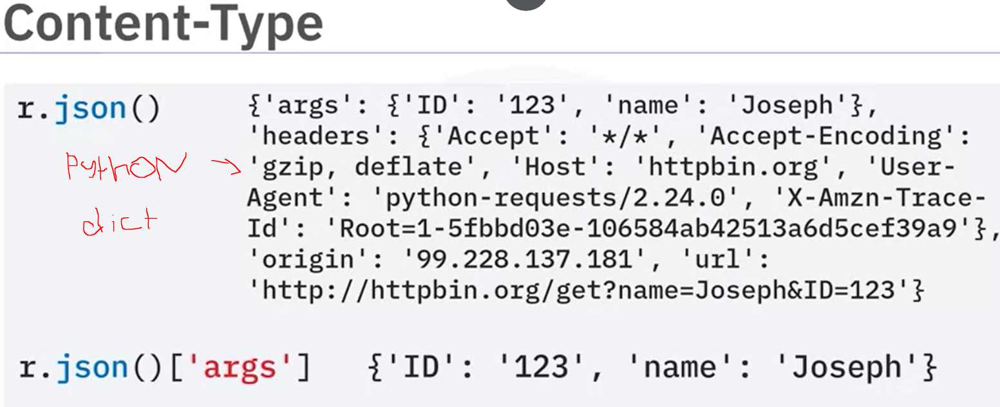 Content-Type
r.json()
{'args': {'ID': '123', 'name': 'Joseph'},
'headers': {'Accept': '*/*', 'Accept-Encoding':
'gzip, deflate', 'Host': 'httpbin.org', 'User-
Agent': 'python-requests/2.24.0', 'X-Amzn-Trace-
Id': 'Root=1-5fbbd03e-106584ab42513a6d5cef39a9'},
'origin': '99.228.137.181', 'url':
'http://httpbin.org/get?name=Joseph&ID=123'}
PythON →
dict
r.json()['args'] {'ID': '123', 'name': 'Joseph'}